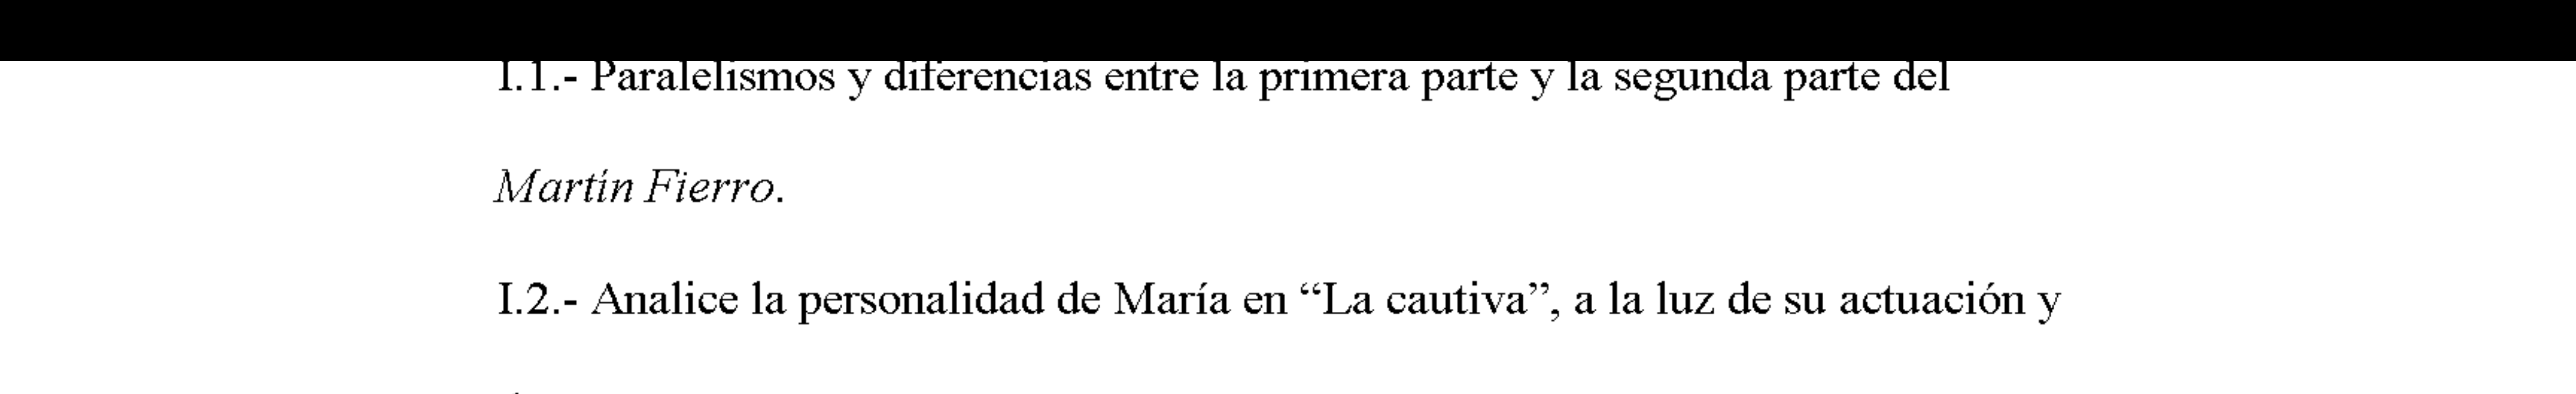 I.1.- Paralelismos y diferencias entre la primera parte y la segunda parte del
Martín Fierro.
I.2.- Analice la personalidad de María en “La cautiva”, a la luz de su actuación y